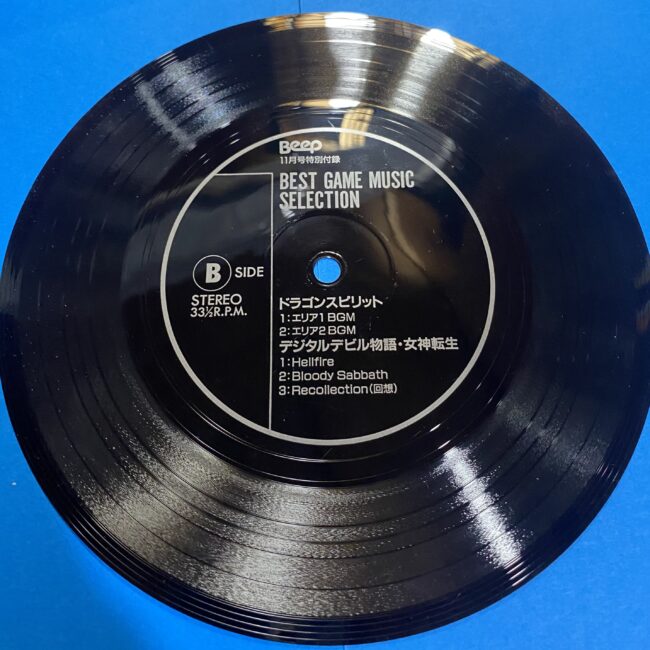 Beep
11月号特別付録
BEST GAME MUSIC
SELECTION
B SIDE
STEREO
33⅓R.P.M.
ドラゴンスピリット
1:エリア1 BGM
2:エリア2 BGM
デジタルデビル物語・女神転生
1:Hellfire
2:Bloody Sabbath
3:Recollection(回想)